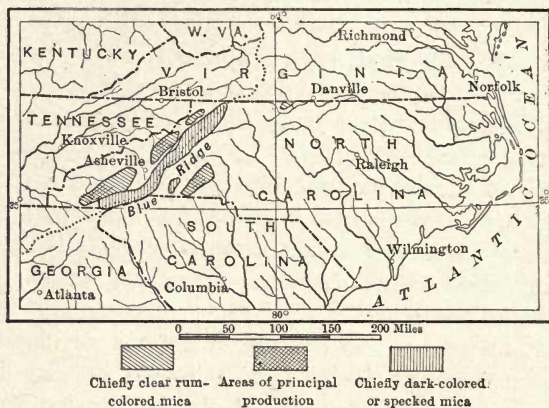 80°
W. VA.
Richmond
KENTUCKY
VIRGINIA
Bristol
Danville
Norfolk
TENNESSEE
Knoxville
NORTH
Asheville
Raleigh
Ridge
CAROLINA
35°
35°
Blue
SOUTH
Wilmington
GEORGIA
CAROLINA
Atlanta
Columbia
ATLANTIC OCEAN
80°
0 50 100 150 200 Miles
Chiefly clear rum-
colored mica
Areas of principal
production
Chiefly dark-colored
or specked mica